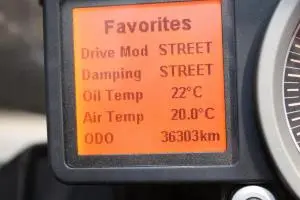 Favorites
Drive Mod STREET
Damping STREET
Oil Temp 22°C
Air Temp 20.0°C
ODO 36303km